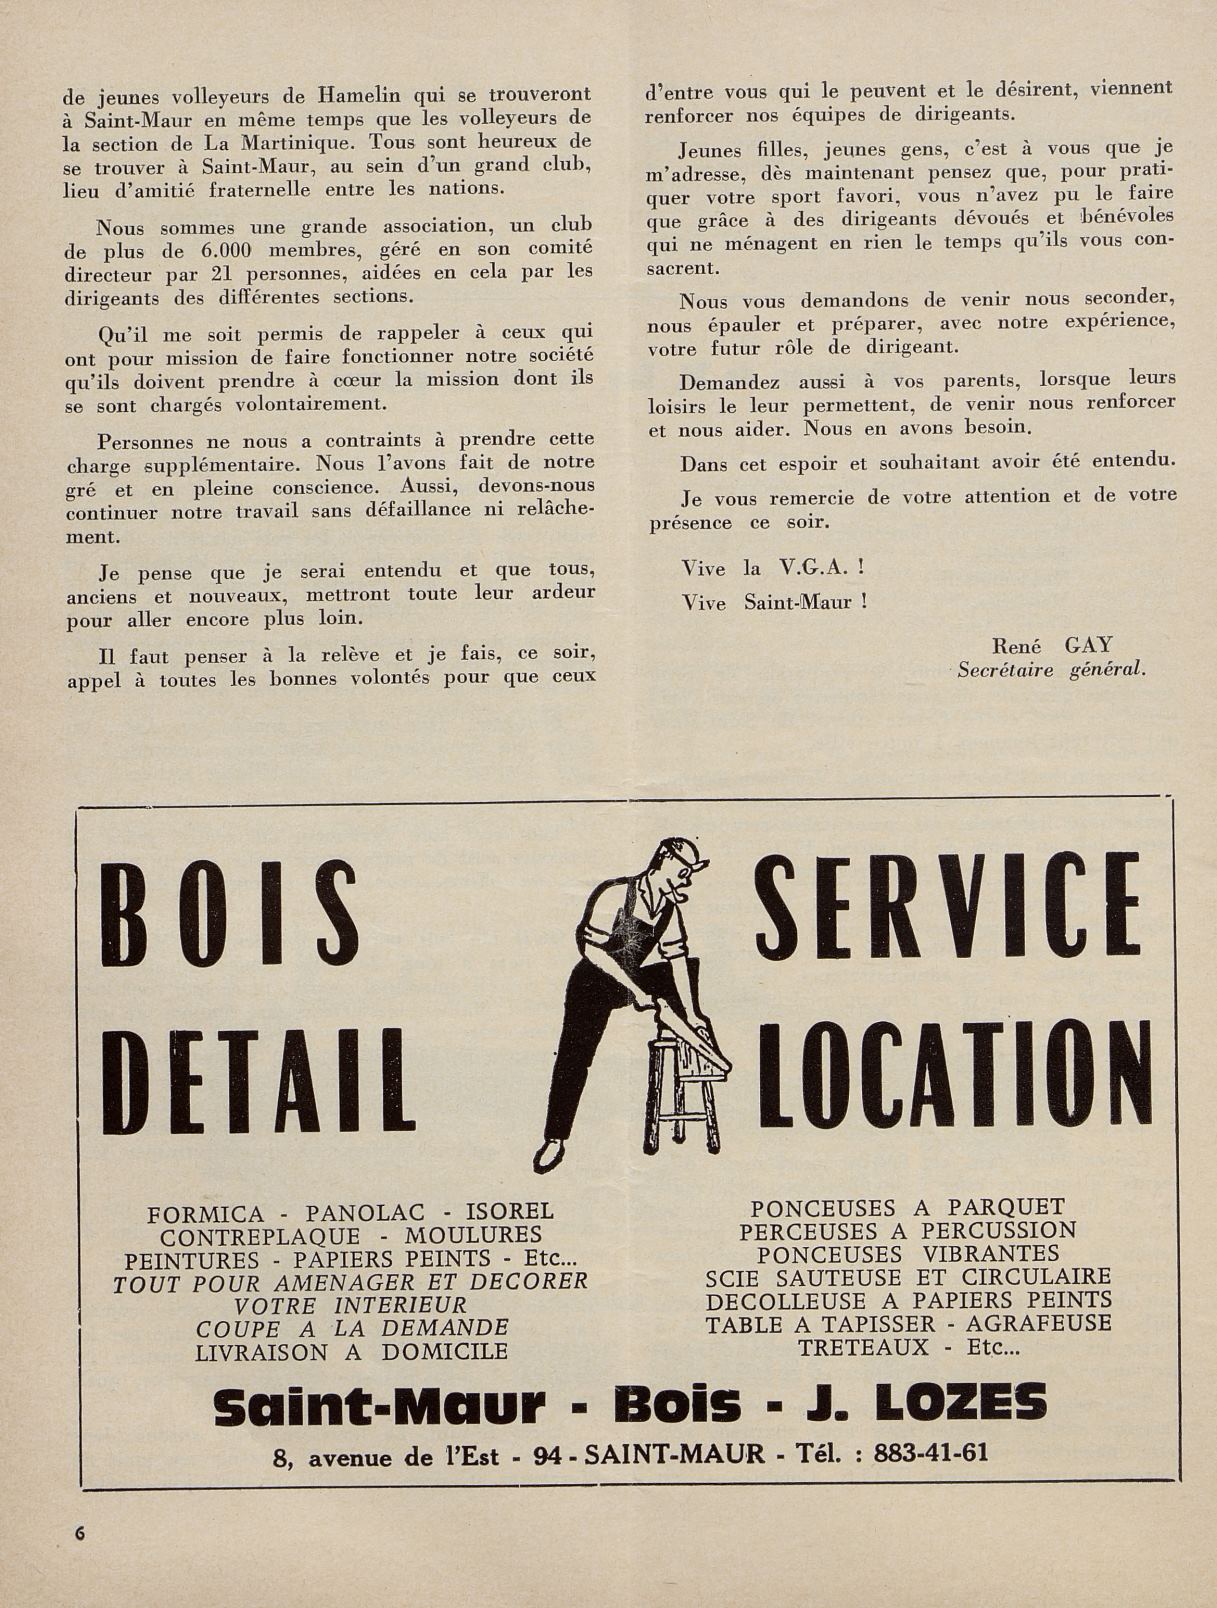 de jeunes volleyeurs de Hamelin qui se trouveront
à Saint-Maur en même temps que les volleyeurs de
la section de La Martinique. Tous sont heureux de
se trouver à Saint-Maur, au sein d'un grand club,
lieu d'amitié fraternelle entre les nations.
Nous sommes une grande association, un club
de plus de 6.000 membres, géré en son comité
directeur par 21 personnes, aidées en cela par les
dirigeants des différentes sections.
Qu'il me soit permis de rappeler à ceux qui
ont pour mission de faire fonctionner notre société
qu'ils doivent prendre à cœur la mission dont ils
se sont chargés volontairement.
Personnes ne nous a contraints à prendre cette
charge supplémentaire. Nous l'avons fait de notre
gré et en pleine conscience. Aussi, devons-nous
continuer notre travail sans défaillance ni relâche-
ment.
Je pense que je serai entendu et que tous,
anciens et nouveaux, mettront toute leur ardeur
pour aller encore plus loin.
Il faut penser à la relève et je fais, ce soir,
appel à toutes les bonnes volontés pour que ceux
d'entre vous qui le peuvent et le désirent, viennent
renforcer nos équipes de dirigeants.
Jeunes filles, jeunes gens, c'est à vous que je
m'adresse, dès maintenant pensez que, pour prati-
quer votre sport favori, vous n'avez pu le faire
que grâce à des dirigeants dévoués et bénévoles
qui ne ménagent en rien le temps qu'ils vous con-
sacrent.
Nous vous demandons de venir nous seconder,
nous épauler et préparer, avec notre expérience,
votre futur rôle de dirigeant.
Demandez aussi à vos parents, lorsque leurs
loisirs le leur permettent, de venir nous renforcer
et nous aider. Nous en avons besoin.
Dans cet espoir et souhaitant avoir été entendu.
Je vous remercie de votre attention et de votre
présence ce soir.
Vive la V.G.A. !
Vive Saint-Maur !
René GAY
Secrétaire général.
BOIS
DETAIL
SERVICE
LOCATION
FORMICA - PANOLAC - ISOREL
CONTREPLAQUE - MOULURES
PEINTURES - PAPIERS PEINTS - Etc...
TOUT POUR AMENAGER ET DECORER
VOTRE INTERIEUR
COUPE A LA DEMANDE
LIVRAISON A DOMICILE
PONCEUSES A PARQUET
PERCEUSES A PERCUSSION
PONCEUSES VIBRANTES
SCIE SAUTEUSE ET CIRCULAIRE
DECOLLEUSE A PAPIERS PEINTS
TABLE A TAPISSER - AGRAFEUSE
TRETEAUX - Etc...
Saint-Maur - Bois - J. LOZES
8, avenue de l'Est - 94 - SAINT-MAUR - Tél. : 883-41-61
6